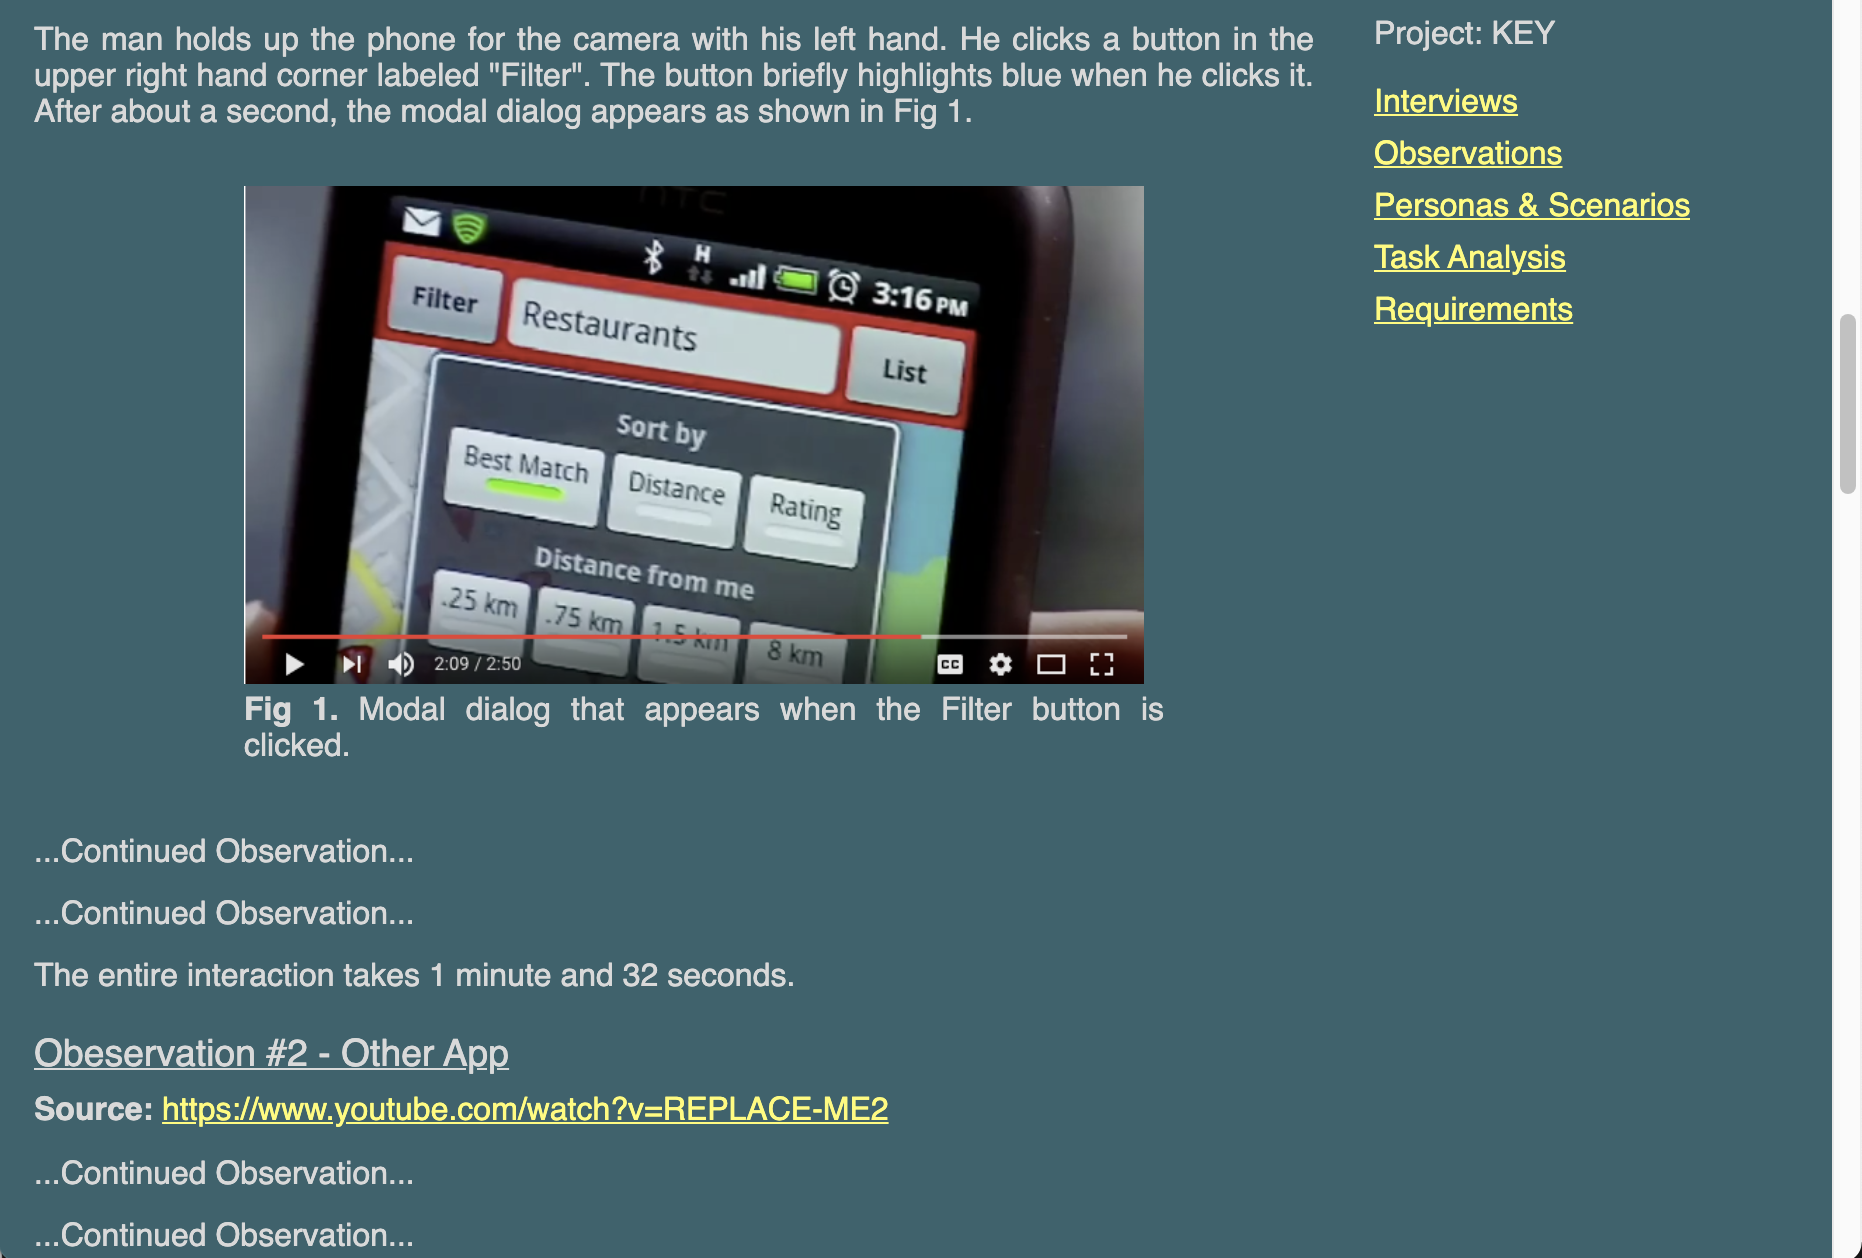 The man holds up the phone for the camera with his left hand. He clicks a button in the
upper right hand corner labeled "Filter". The button briefly highlights blue when he clicks it.
After about a second, the modal dialog appears as shown in Fig 1.
HTC
H
3:16 PM
Filter
Restaurants
List
Sort by
Best Match
Distance
Rating
Distance from me
.25 km
.75 km
1.5 km
8 km
2:09 / 2:50
CC
Fig 1. Modal dialog that appears when the Filter button is
clicked.
...Continued Observation...
...Continued Observation...
The entire interaction takes 1 minute and 32 seconds.
Obeservation #2 - Other App
Source: https://www.youtube.com/watch?v=REPLACE-ME2
...Continued Observation...
...Continued Observation...
Project: KEY
Interviews
Observations
Personas & Scenarios
Task Analysis
Requirements